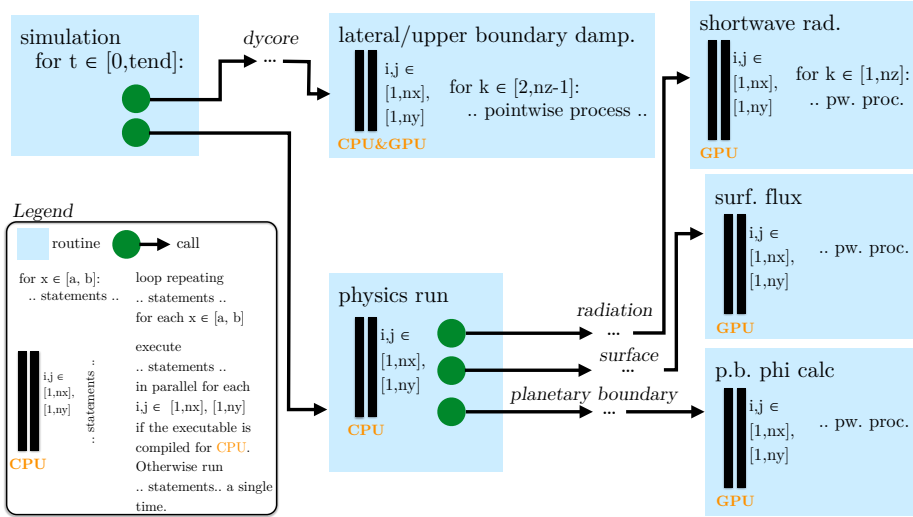 simulation
for t ∈ [0,tend]:
dycore
...
lateral/upper boundary damp.
i,j ∈
[1,nx],
[1,ny]
for k ∈ [2,nz-1]:
.. pointwise process ..
CPU&GPU
shortwave rad.
i,j ∈
[1,nx],
[1,ny]
for k ∈ [1,nz]:
.. pw. proc.
GPU
surf. flux
i,j ∈
[1,nx],
[1,ny]
.. pw. proc.
GPU
physics run
i,j ∈
[1,nx],
[1,ny]
CPU
radiation
...
surface
...
planetary boundary
...
p.b. phi calc
i,j ∈
[1,nx],
[1,ny]
.. pw. proc.
GPU
Legend
routine
call
for x ∈ [a, b]:
.. statements ..
loop repeating
.. statements ..
for each x ∈ [a, b]
i,j ∈
[1,nx],
[1,ny]
.. statements ..
CPU
execute
.. statements ..
in parallel for each
i,j ∈ [1,nx], [1,ny]
if the executable is
compiled for CPU.
Otherwise run
.. statements.. a single
time.